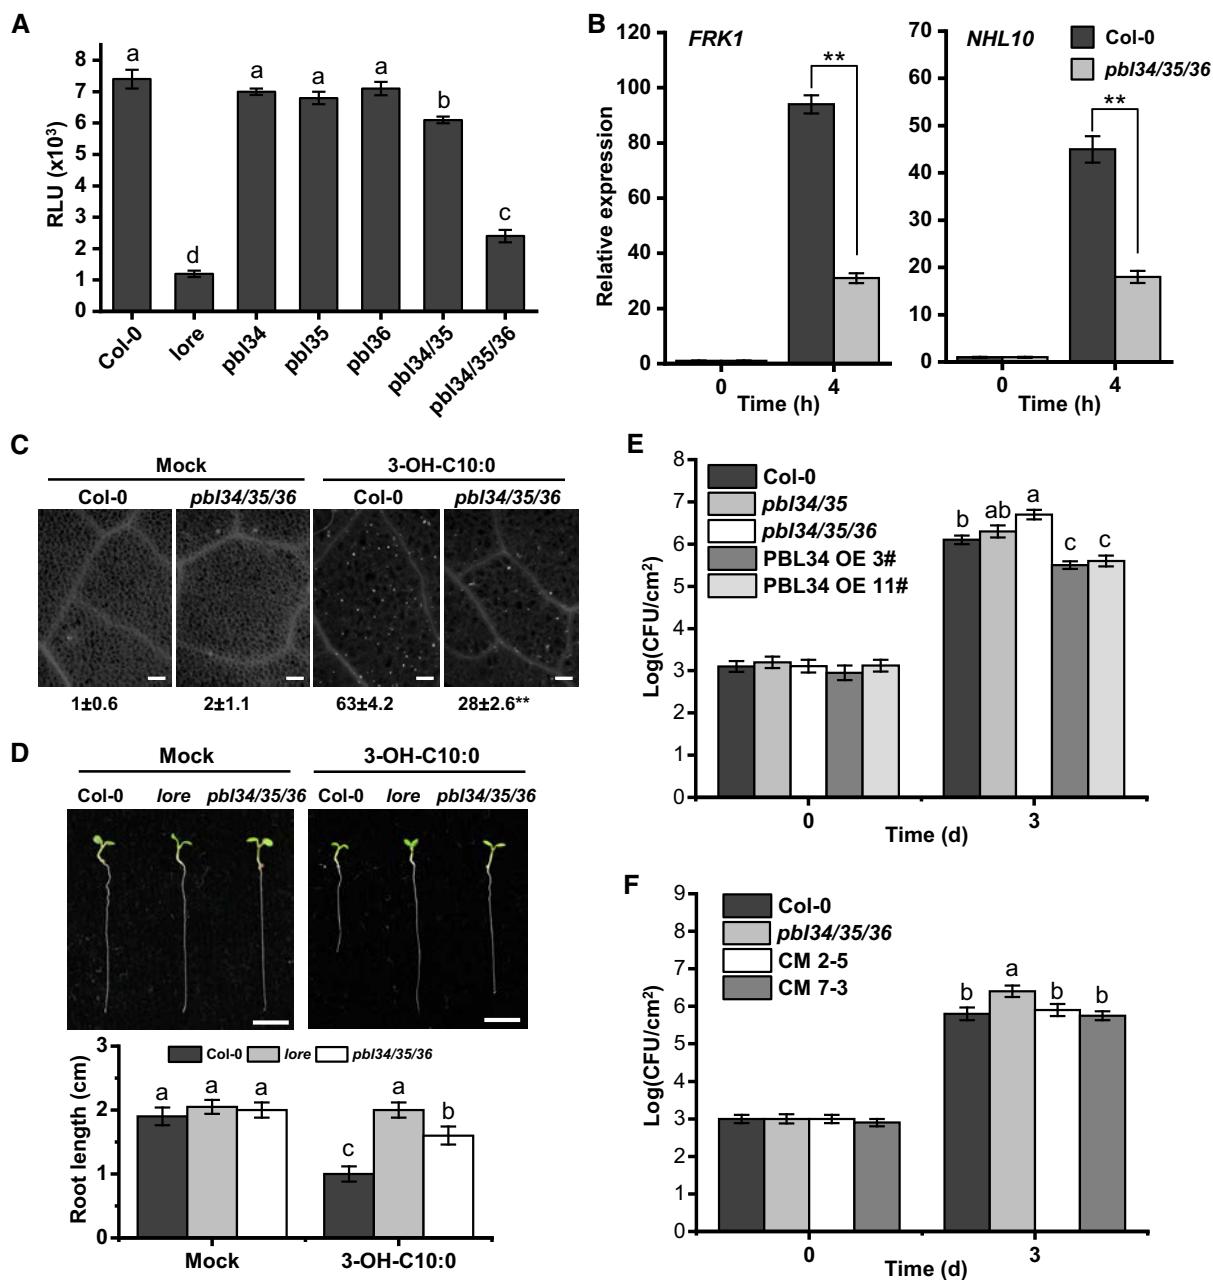 A
RLU (x10³)
8
7
6
5
4
3
2
1
0
a
d
a
a
a
b
c
Col-0
lore
pbl34
pbl35
pbl36
pbl34/35
pbl34/35/36
B
Relative expression
120
100
80
60
40
20
0
FRK1
**
0
4
Time (h)
70
60
50
40
30
20
10
0
NHL10
**
Col-0
pbl34/35/36
0
4
Time (h)
C
Mock
3-OH-C10:0
Col-0
pbl34/35/36
Col-0
pbl34/35/36
1±0.6
2±1.1
63±4.2
28±2.6**
D
Mock
3-OH-C10:0
Col-0
lore
pbl34/35/36
Col-0
lore
pbl34/35/36
Root length (cm)
3
2
1
0
Col-0
lore
pbl34/35/36
a
a
a
c
a
b
Mock
3-OH-C10:0
E
Log(CFU/cm²)
8
7
6
5
4
3
2
1
0
Col-0
pbl34/35
pbl34/35/36
PBL34 OE 3#
PBL34 OE 11#
b
ab
a
c
c
0
3
Time (d)
F
Log(CFU/cm²)
9
8
7
6
5
4
3
2
1
0
Col-0
pbl34/35/36
CM 2-5
CM 7-3
b
a
b
b
0
3
Time (d)